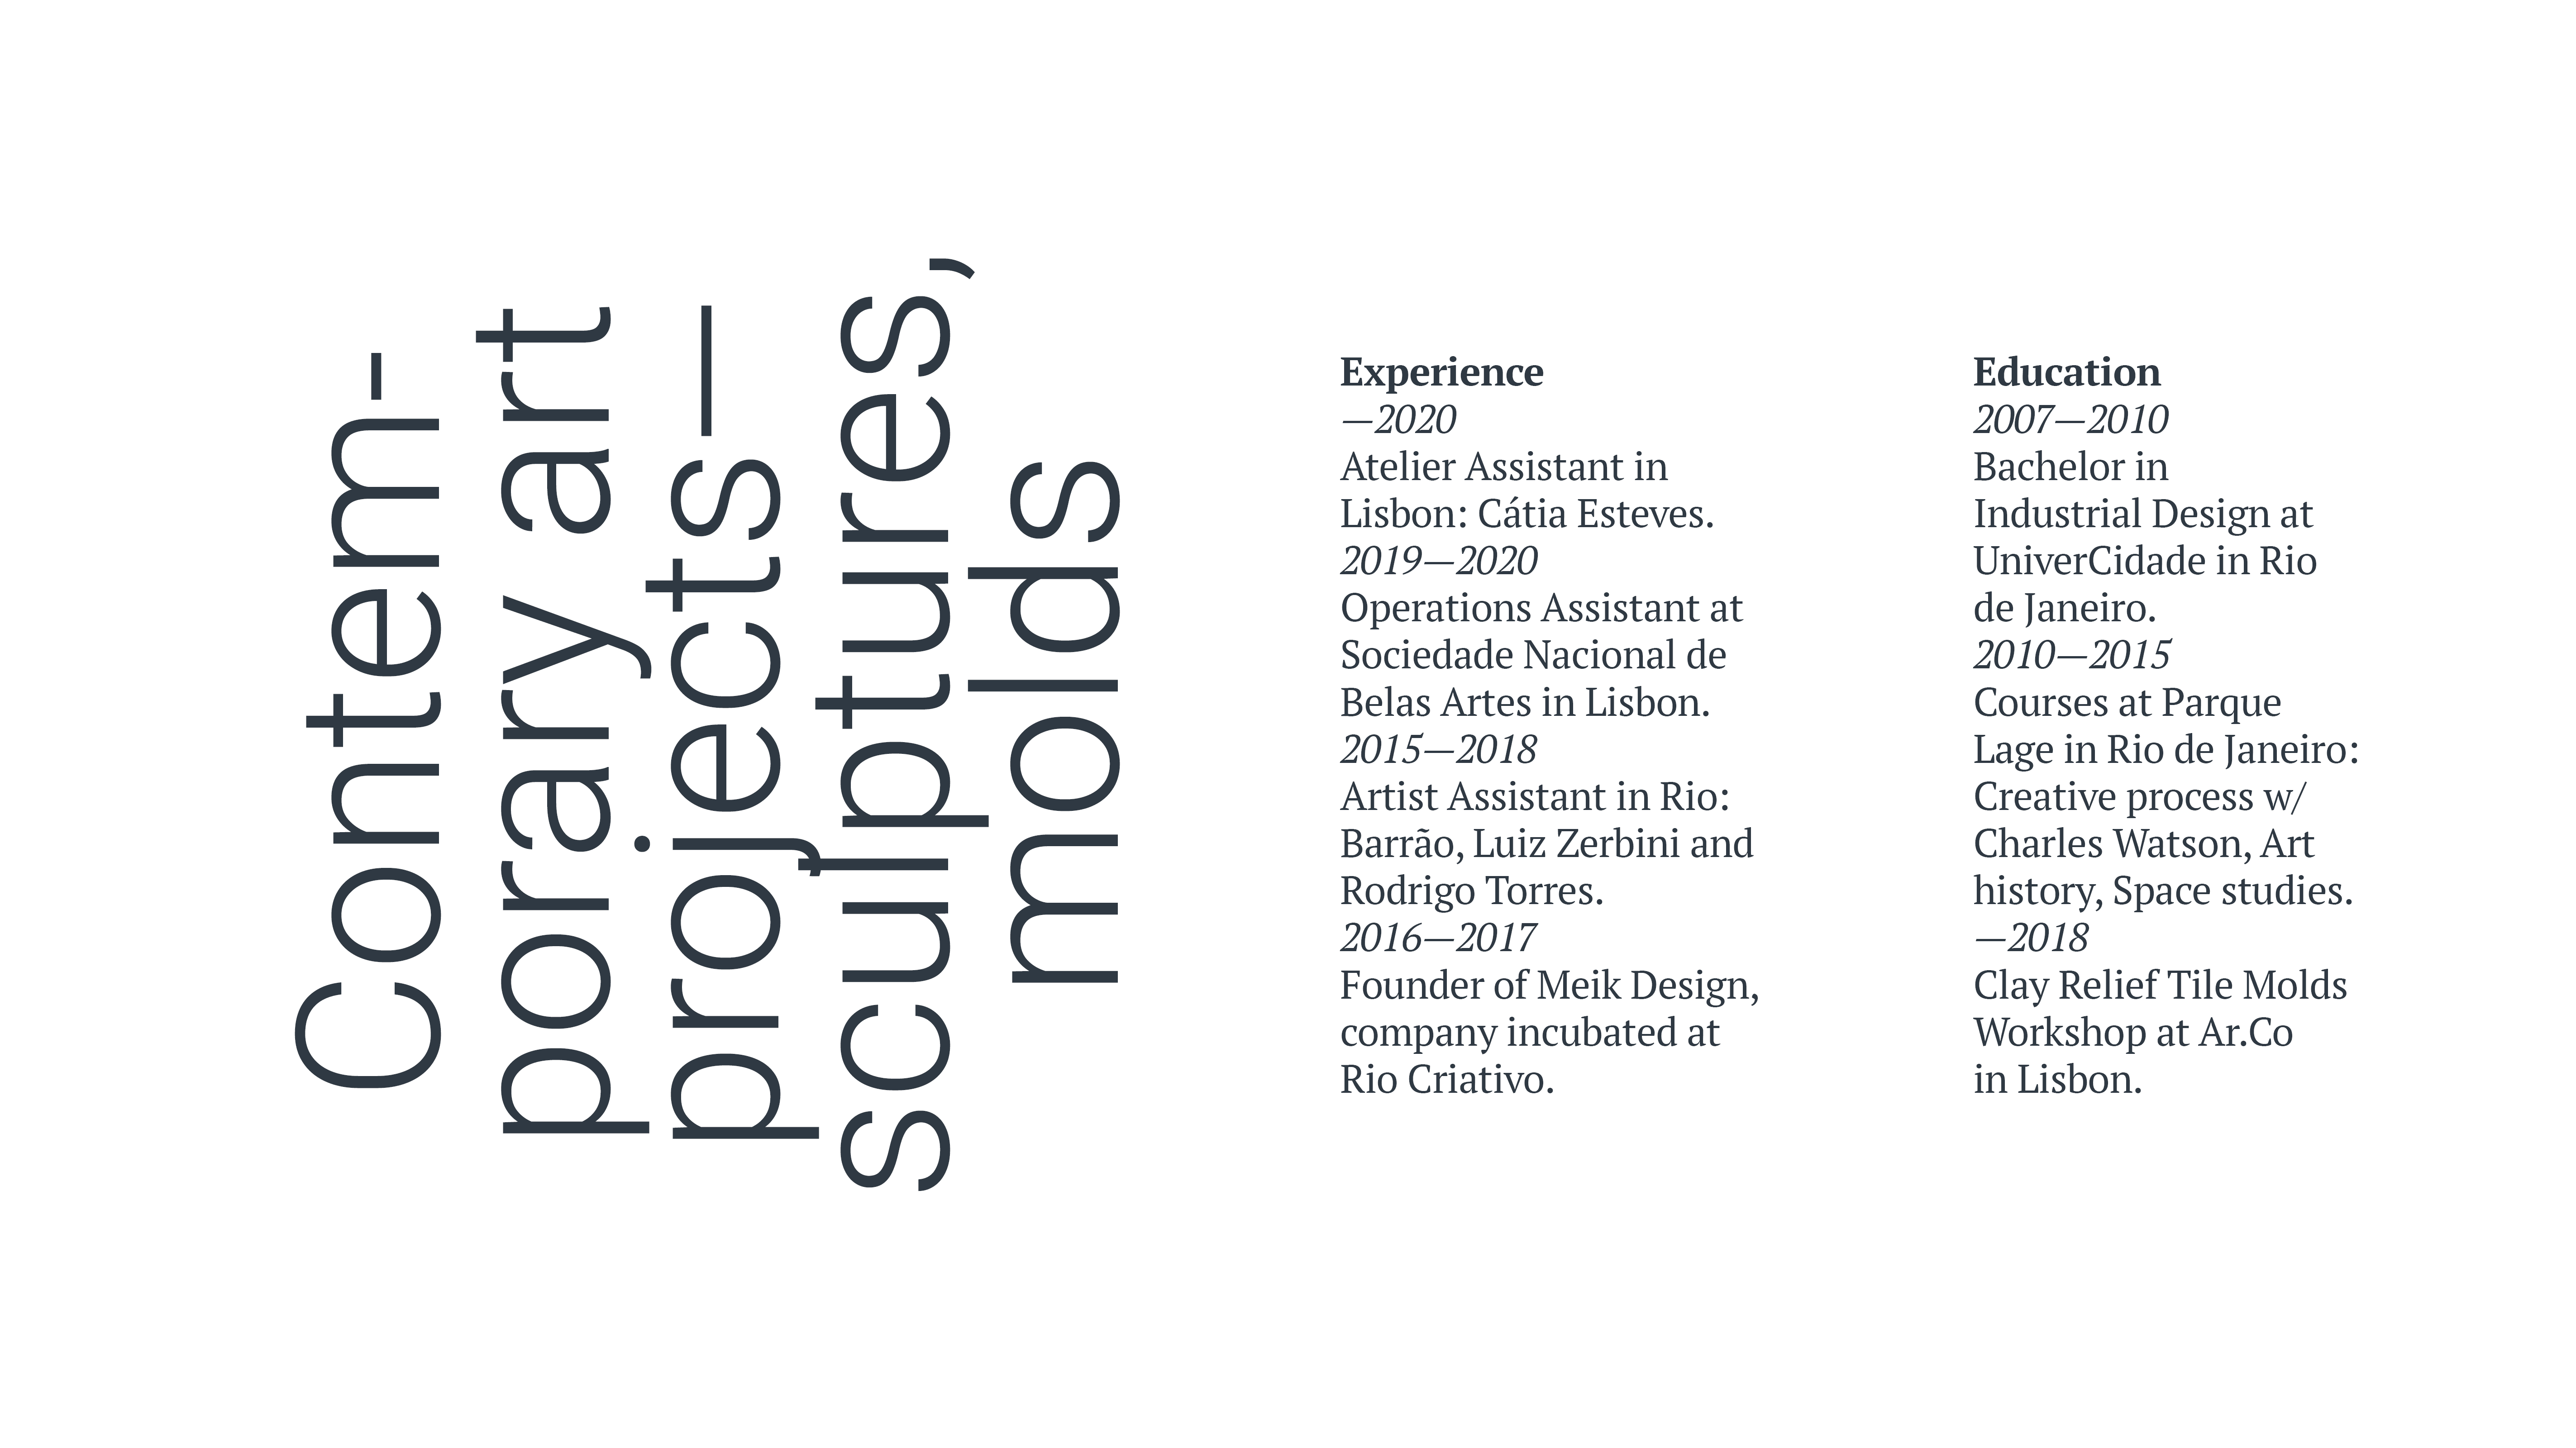 Contem-
porary art
projects—
sculptures,
molds
Experience
—2020
Atelier Assistant in
Lisbon: Cátia Esteves.
2019—2020
Operations Assistant at
Sociedade Nacional de
Belas Artes in Lisbon.
2015—2018
Artist Assistant in Rio:
Barrão, Luiz Zerbini and
Rodrigo Torres.
2016—2017
Founder of Meik Design,
company incubated at
Rio Criativo.
Education
2007—2010
Bachelor in
Industrial Design at
UniverCidade in Rio
de Janeiro.
2010—2015
Courses at Parque
Lage in Rio de Janeiro:
Creative process w/
Charles Watson, Art
history, Space studies.
—2018
Clay Relief Tile Molds
Workshop at Ar.Co
in Lisbon.